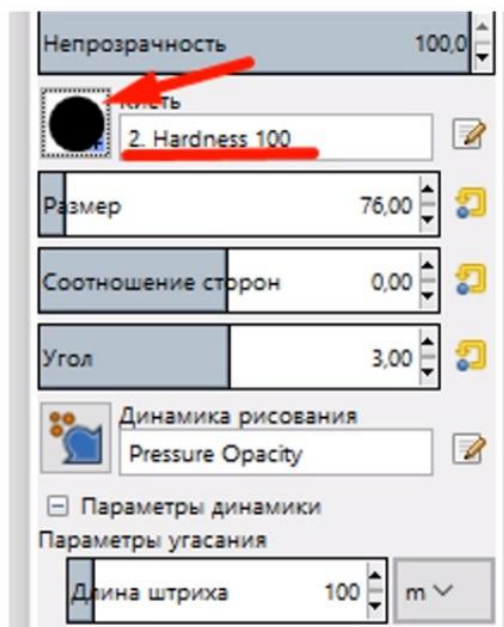 Непрозрачность 100,0
Кисть
2. Hardness 100
Размер 76,00
Соотношение сторон 0,00
Угол 3,00
Динамика рисования
Pressure Opacity
Параметры динамики
Параметры угасания
Длина штриха 100 m